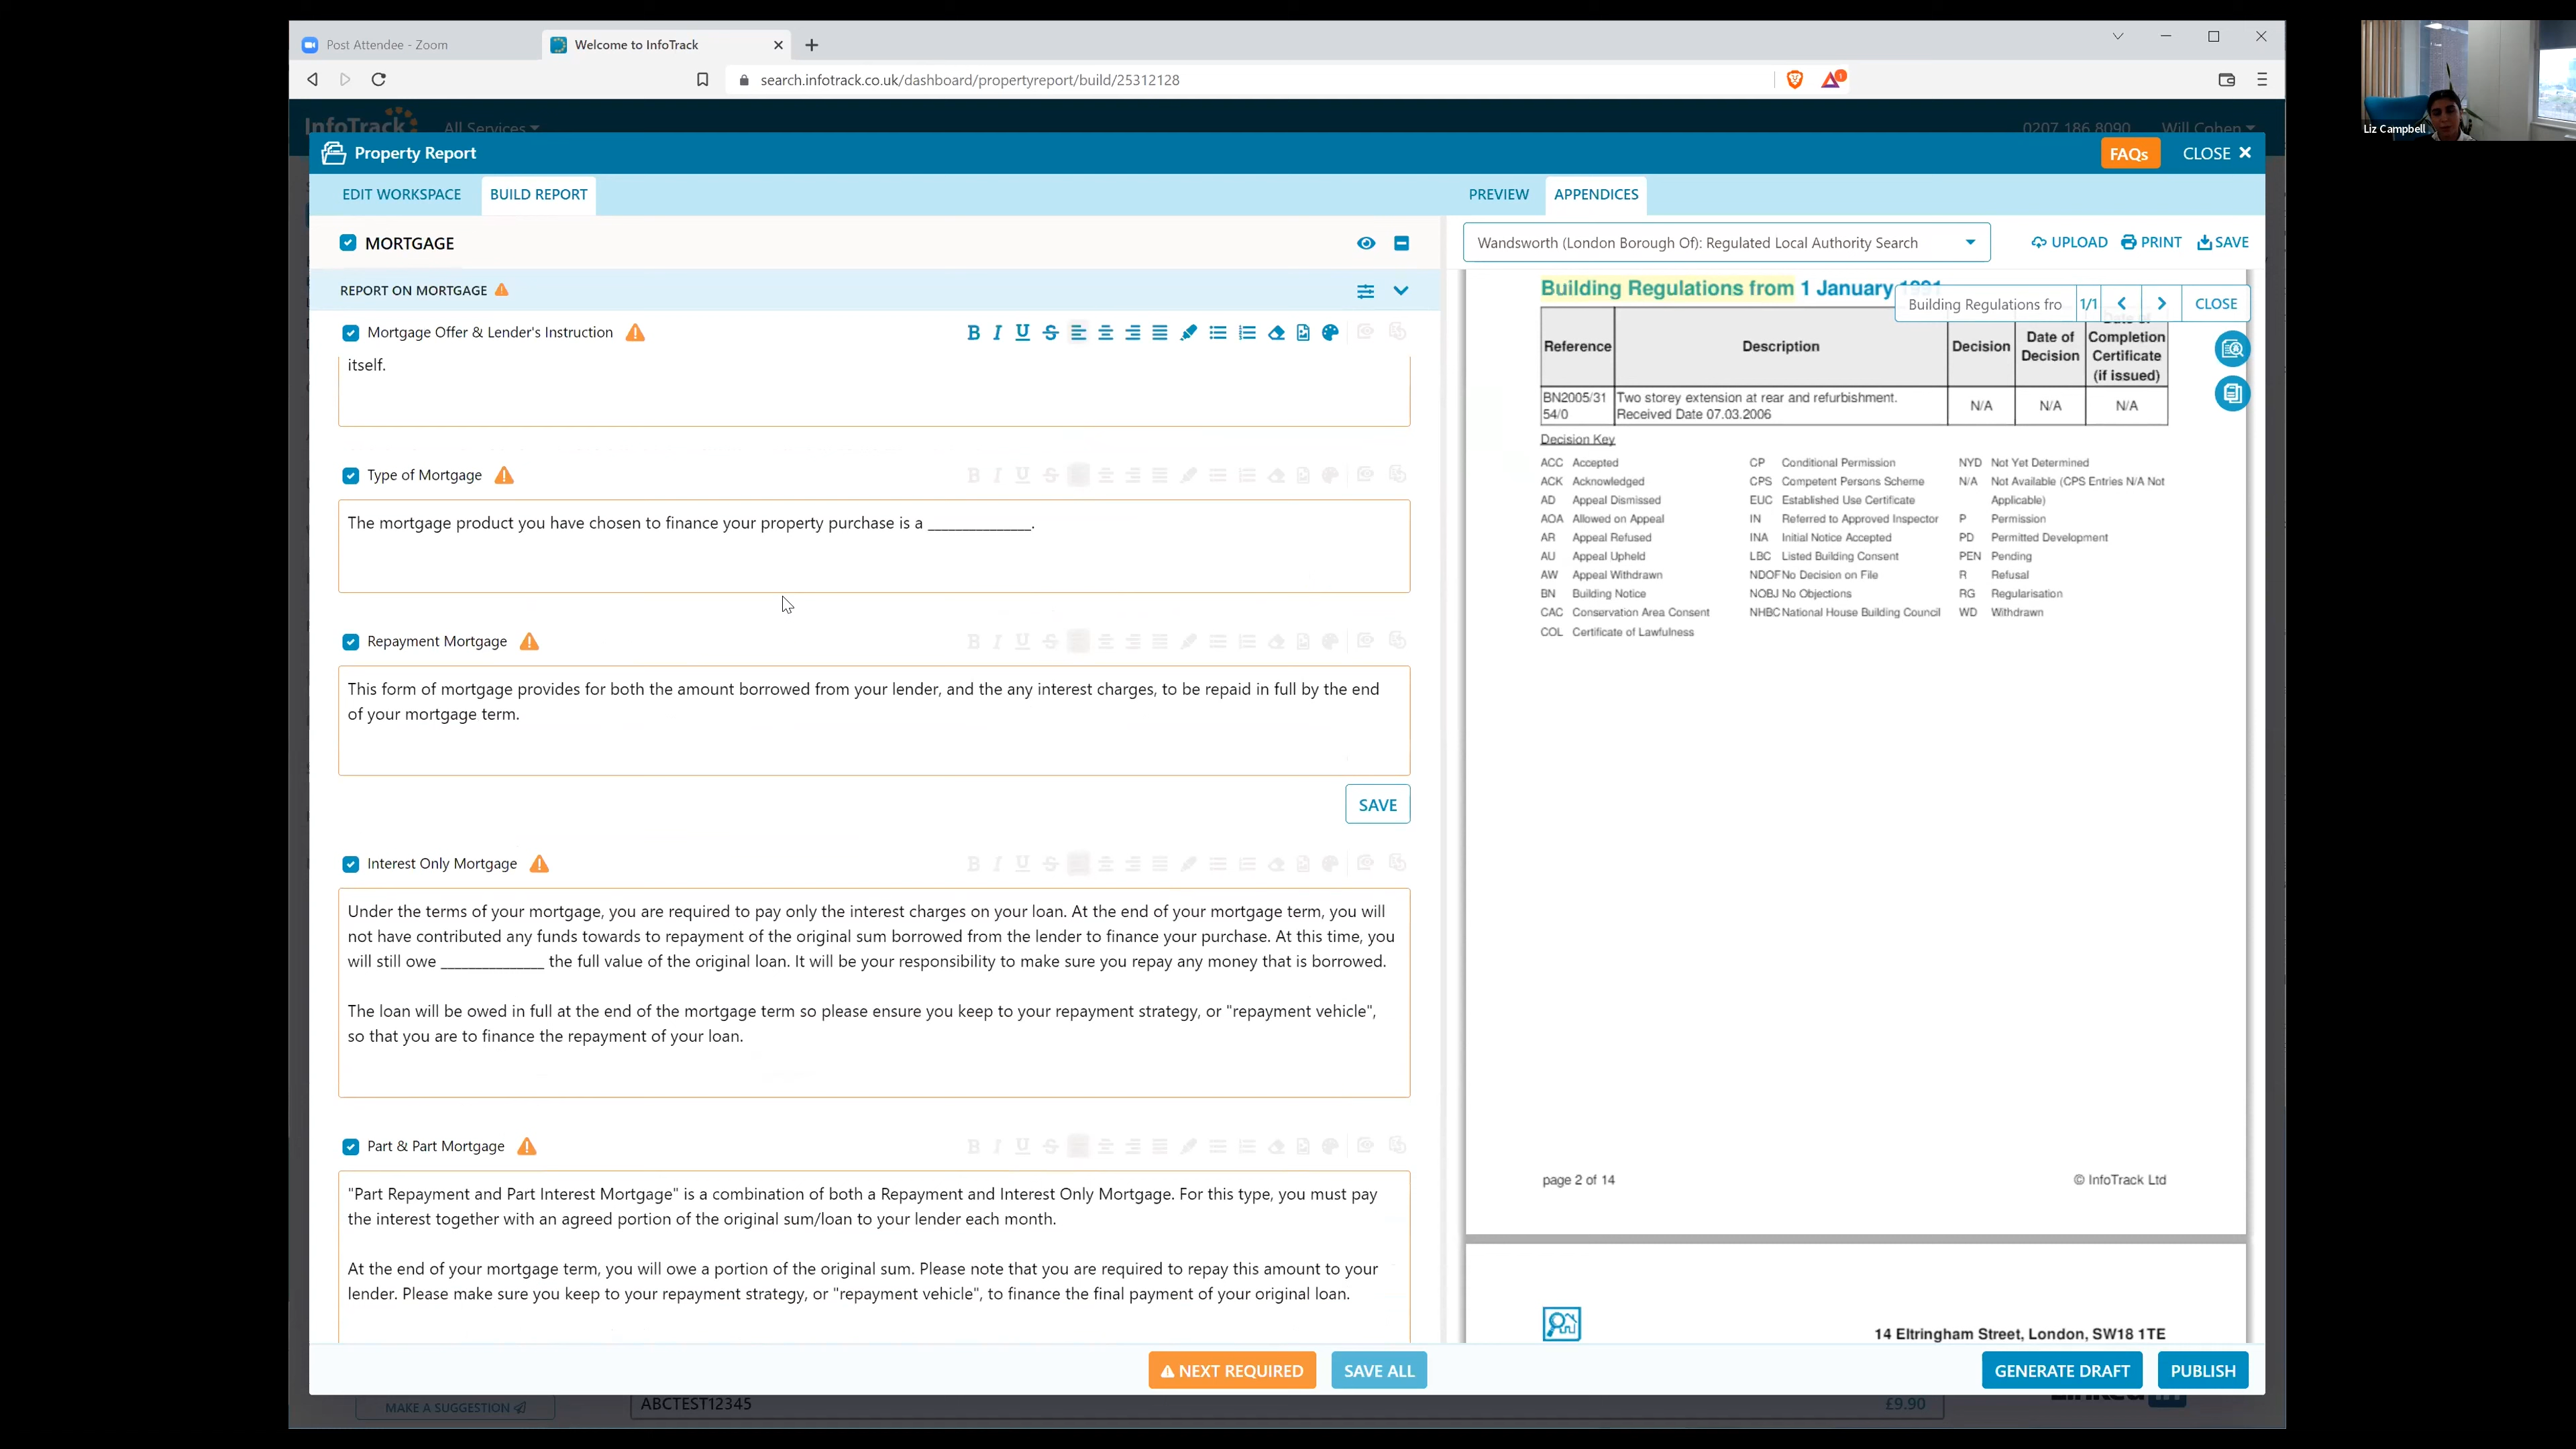 Post Attendee - Zoom
Welcome to InfoTrack
search.infotrack.co.uk/dashboard/propertyreport/build/25312128
Liz Campbell
InfoTrack
All Services
0207 186 8090
Will Cohen
Property Report
FAQs
CLOSE
EDIT WORKSPACE
BUILD REPORT
PREVIEW
APPENDICES
MORTGAGE
Wandsworth (London Borough Of): Regulated Local Authority Search
UPLOAD
PRINT
SAVE
REPORT ON MORTGAGE
Mortgage Offer & Lender's Instruction
itself.
Type of Mortgage
The mortgage product you have chosen to finance your property purchase is a _______________.
Repayment Mortgage
This form of mortgage provides for both the amount borrowed from your lender, and the any interest charges, to be repaid in full by the end
of your mortgage term.
SAVE
Interest Only Mortgage
Under the terms of your mortgage, you are required to pay only the interest charges on your loan. At the end of your mortgage term, you will
not have contributed any funds towards to repayment of the original sum borrowed from the lender to finance your purchase. At this time, you
will still owe _______________ the full value of the original loan. It will be your responsibility to make sure you repay any money that is borrowed.
The loan will be owed in full at the end of the mortgage term so please ensure you keep to your repayment strategy, or "repayment vehicle",
so that you are to finance the repayment of your loan.
Part & Part Mortgage
"Part Repayment and Part Interest Mortgage" is a combination of both a Repayment and Interest Only Mortgage. For this type, you must pay
the interest together with an agreed portion of the original sum/loan to your lender each month.
At the end of your mortgage term, you will owe a portion of the original sum. Please note that you are required to repay this amount to your
lender. Please make sure you keep to your repayment strategy, or "repayment vehicle", to finance the final payment of your original loan.
Building Regulations from 1 January 1991
Building Regulations fro
1/1
CLOSE
Reference
Description
Decision
Date of
Decision
Completion
Certificate
(if issued)
BN2005/31
54/0
Two storey extension at rear and refurbishment.
Received Date 07.03.2006
N/A
N/A
N/A
Decision Key
ACC Accepted
ACK Acknowledged
AD Appeal Dismissed
AOA Allowed on Appeal
AR Appeal Refused
AU Appeal Upheld
AW Appeal Withdrawn
BN Building Notice
CAC Conservation Area Consent
COL Certificate of Lawfulness
CP Conditional Permission
CPS Competent Persons Scheme
EUC Established Use Certificate
IN Referred to Approved Inspector
INA Initial Notice Accepted
LBC Listed Building Consent
NDOF No Decision on File
NOBJ No Objections
NHBC National House Building Council
NYD Not Yet Determined
N/A Not Available (CPS Entries N/A Not
Applicable)
P Permission
PD Permitted Development
PEN Pending
R Refusal
RG Regularisation
WD Withdrawn
page 2 of 14
© InfoTrack Ltd
14 Eltringham Street, London, SW18 1TE
NEXT REQUIRED
SAVE ALL
GENERATE DRAFT
PUBLISH
MAKE A SUGGESTION
ABCTEST12345
£9.90